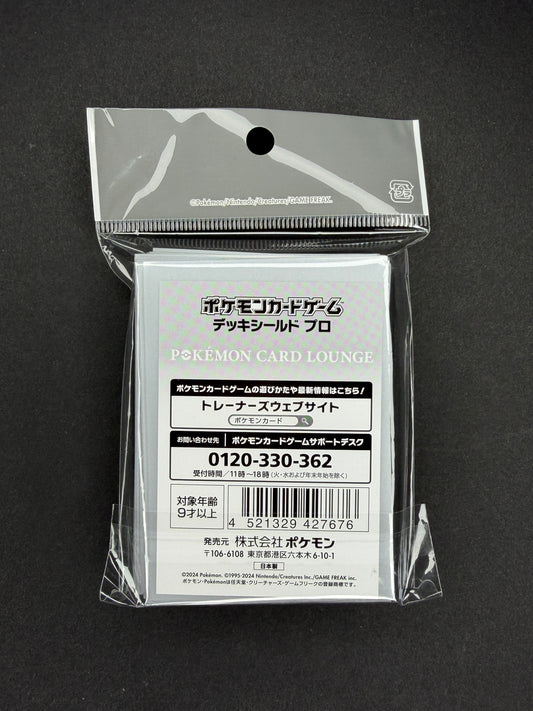 ©Pokémon/Nintendo/Creatures/GAME FREAK.
プラ
ポケモンカードゲーム
デッキシールド プロ
POKÉMON CARD LOUNGE
ポケモンカードゲームの遊びかたや最新情報はこちら!
トレーナーズウェブサイト
ポケモンカード
お問い合わせ先 ポケモンカードゲームサポートデスク
0120-330-362
受付時間/11時~18時(火・水および年末年始を除く)
対象年齢
9才以上
4 521329 427676
発売元 株式会社 ポケモン
〒106-6108 東京都港区六本木6-10-1
日本製
©2024 Pokémon. ©1995-2024 Nintendo/Creatures Inc./GAME FREAK inc.
ポケモン・Pokémonは任天堂・クリーチャーズ・ゲームフリークの登録商標です。